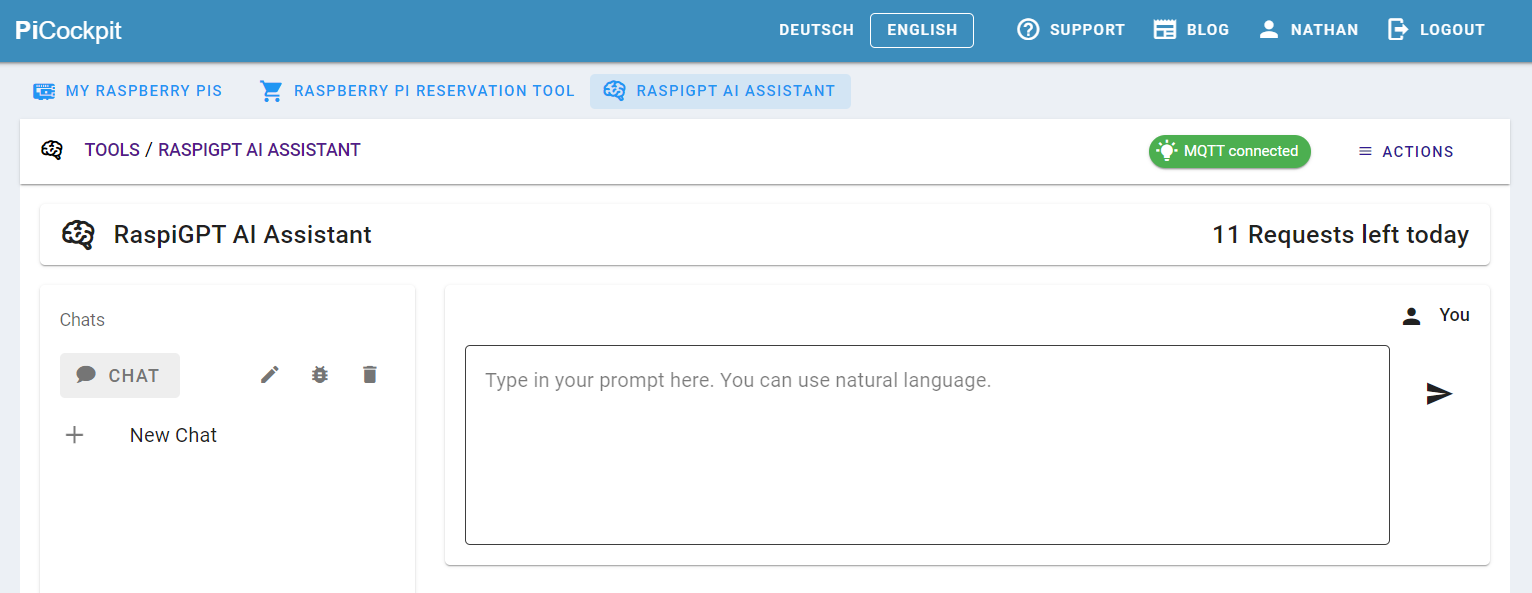 PiCockpit DEUTSCH ENGLISH SUPPORT BLOG NATHAN LOGOUT
MY RASPBERRY PIS RASPBERRY PI RESERVATION TOOL RASPIGPT AI ASSISTANT
TOOLS / RASPIGPT AI ASSISTANT MQTT connected ACTIONS
RaspiGPT AI Assistant 11 Requests left today
Chats
CHAT
New Chat
You
Type in your prompt here. You can use natural language.